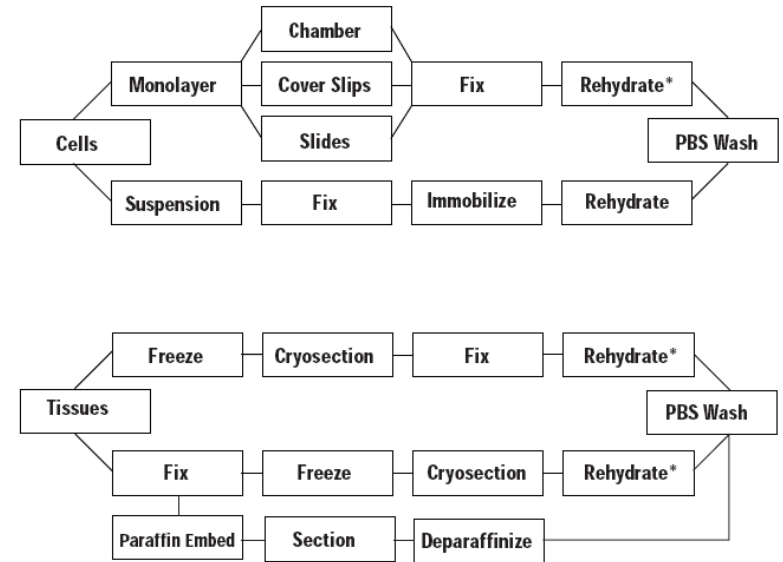 Chamber
Monolayer
Cover Slips
Fix
Rehydrate*
Cells
Slides
PBS Wash
Suspension
Fix
Immobilize
Rehydrate
Freeze
Cryosection
Fix
Rehydrate*
Tissues
PBS Wash
Fix
Freeze
Cryosection
Rehydrate*
Paraffin Embed
Section
Deparaffinize